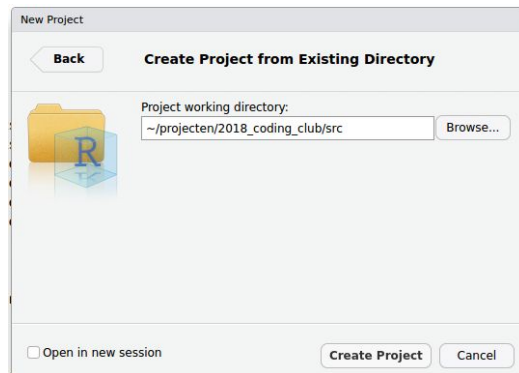 New Project
Back
Create Project from Existing Directory
Project working directory:
~/projecten/2018_coding_club/src
Browse...
R
Open in new session
Create Project
Cancel